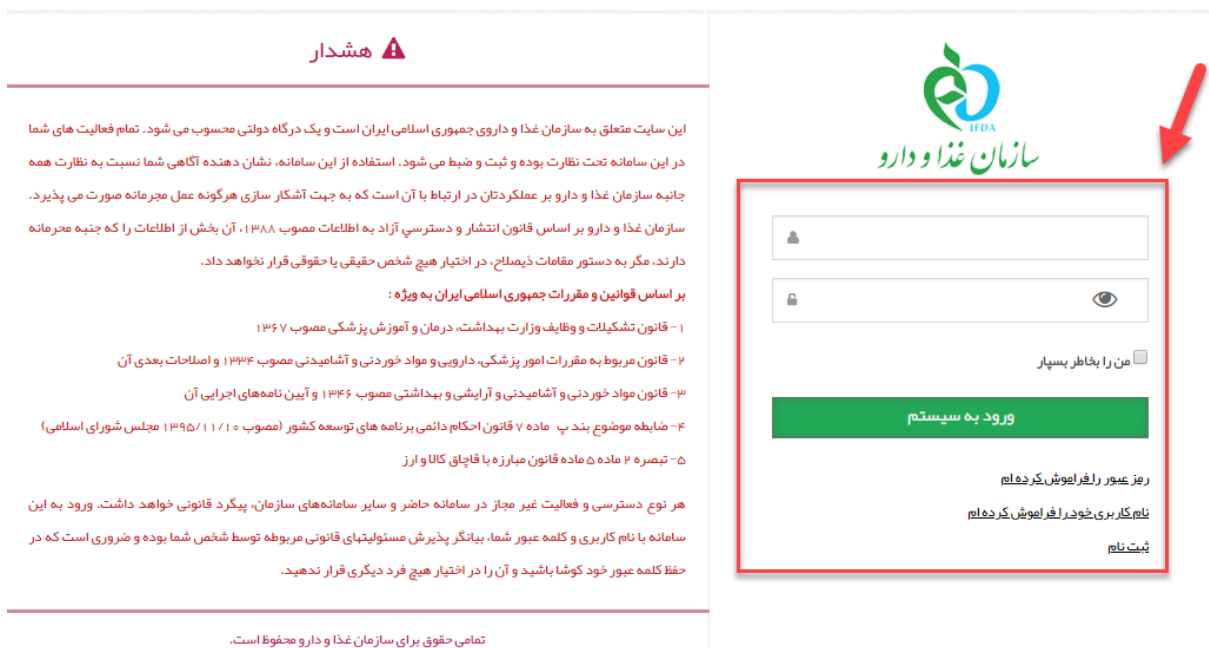 IFDA
سازمان غذا و دارو
من را بخاطر بسپار
ورود به سیستم
رمز عبور را فراموش کرده ام
نام کاربری خود را فراموش کرده ام
ثبت نام
هشدار
این سایت متعلق به سازمان غذا و داروی جمهوری اسلامی ایران است و یک درگاه دولتی محسوب می شود. تمام فعالیت های شما
در این سامانه تحت نظارت بوده و ثبت و ضبط می شود. استفاده از این سامانه، نشان دهنده آگاهی شما نسبت به نظارت همه
جانبه سازمان غذا و دارو بر عملکردتان در ارتباط با آن است که به جهت آشکار سازی هرگونه عمل مجرمانه صورت می پذیرد.
سازمان غذا و دارو بر اساس قانون انتشار و دسترسي آزاد به اطلاعات مصوب ۱۳۸۸، آن بخش از اطلاعات را که جنبه محرمانه
دارند، مگر به دستور مقامات ذیصلاح، در اختیار هیچ شخص حقیقی یا حقوقی قرار نخواهد داد.
بر اساس قوانین و مقررات جمهوری اسلامی ایران به ویژه :
۱- قانون تشکیلات و وظایف وزارت بهداشت، درمان و آموزش پزشکی مصوب ۱۳۶۷
۲- قانون مربوط به مقررات امور پزشکی، دارویی و مواد خوردنی و آشامیدنی مصوب ۱۳۳۴ و اصلاحات بعدی آن
۳- قانون مواد خوردنی و آشامیدنی و آرایشی و بهداشتی مصوب ۱۳۴۶ و آیین نامه‌های اجرایی آن
۴- ضابطه موضوع بند پ ماده ۷ قانون احکام دائمی برنامه های توسعه کشور (مصوب ۱۳۹۵/۱۱/۱۰ مجلس شورای اسلامی)
۵- تبصره ۲ ماده ۵ ماده قانون مبارزه با قاچاق کالا و ارز
هر نوع دسترسی و فعالیت غیر مجاز در سامانه حاضر و سایر سامانه‌های سازمان، پیگرد قانونی خواهد داشت. ورود به این
سامانه با نام کاربری و کلمه عبور شما، بیانگر پذیرش مسئولیتهای قانونی مربوطه توسط شخص شما بوده و ضروری است که در
حفظ کلمه عبور خود کوشا باشید و آن را در اختیار هیچ فرد دیگری قرار ندهید.
تمامی حقوق برای سازمان غذا و دارو محفوظ است.